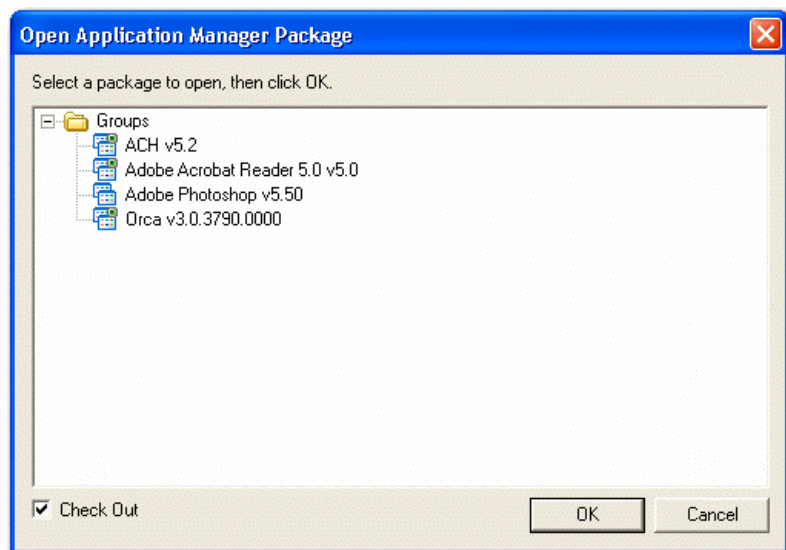 Open Application Manager Package
Select a package to open, then click OK.
Groups
ACH v5.2
Adobe Acrobat Reader 5.0 v5.0
Adobe Photoshop v5.50
Orca v3.0.3790.0000
Check Out
OK
Cancel